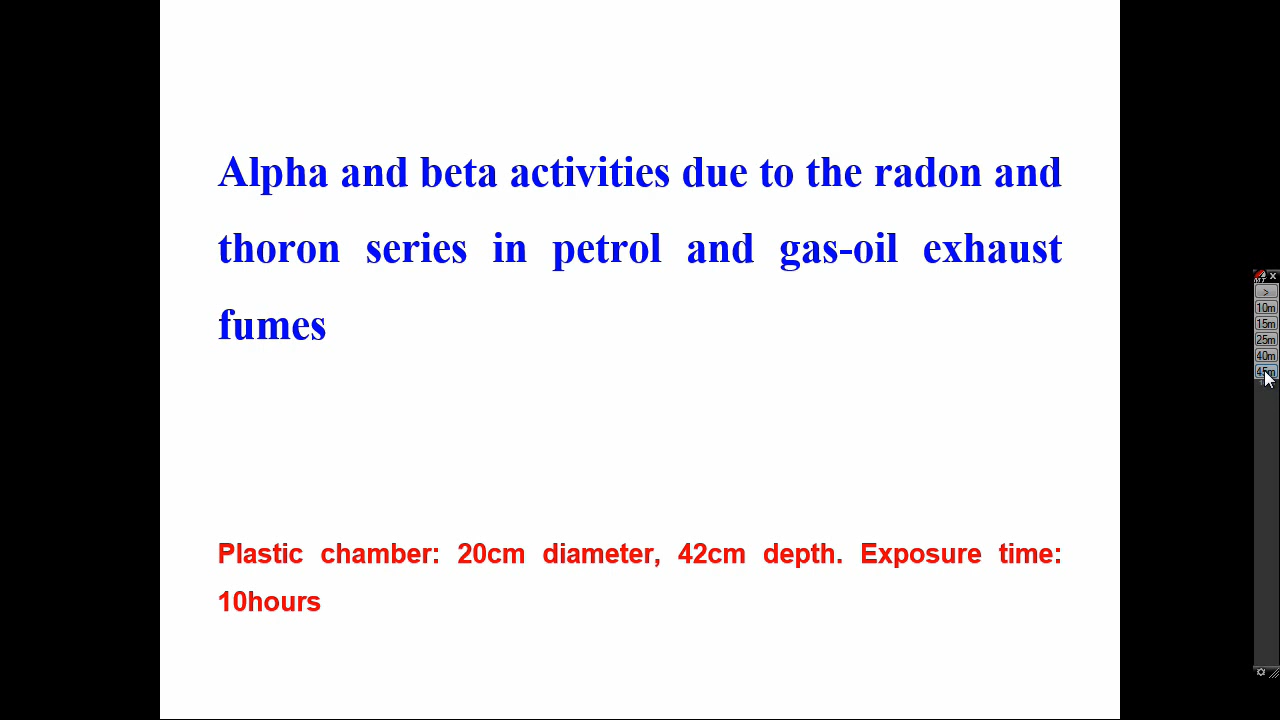 Alpha and beta activities due to the radon and
thoron series in petrol and gas-oil exhaust
fumes
Plastic chamber: 20cm diameter, 42cm depth. Exposure time:
10hours
x
>
10m
15m
25m
40m
45m